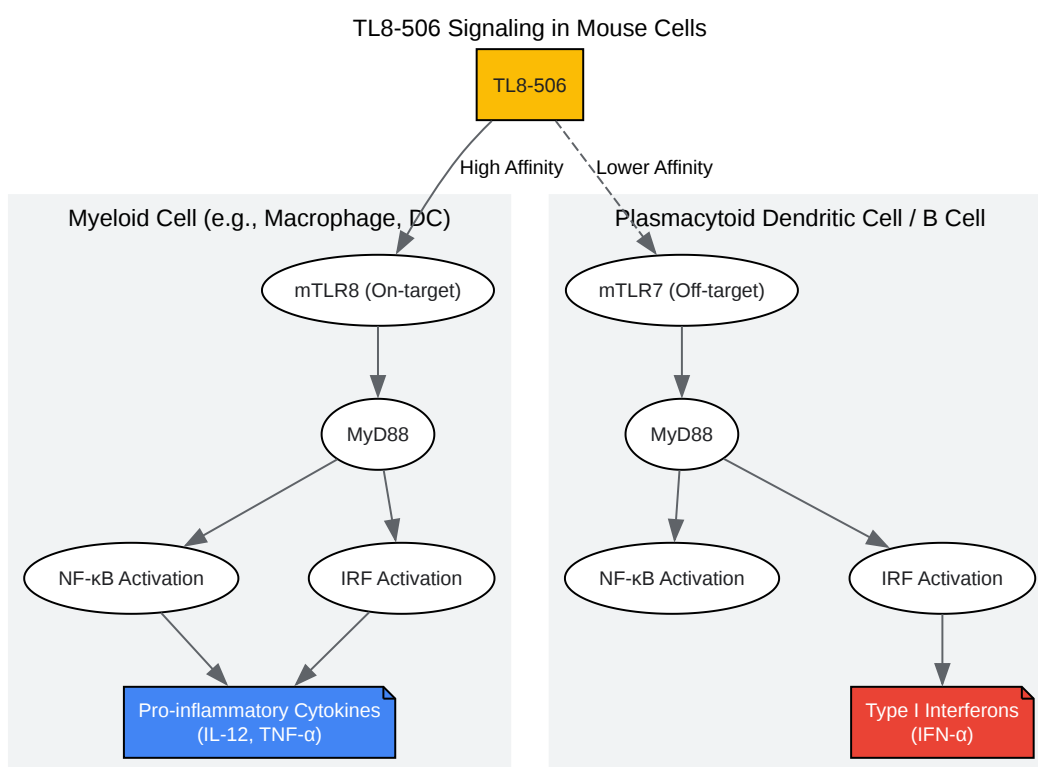 TL8-506 Signaling in Mouse Cells
TL8-506
High Affinity
Lower Affinity
Myeloid Cell (e.g., Macrophage, DC)
mTLR8 (On-target)
MyD88
NF-κB Activation
IRF Activation
Pro-inflammatory Cytokines
(IL-12, TNF-α)
Plasmacytoid Dendritic Cell / B Cell
mTLR7 (Off-target)
MyD88
NF-κB Activation
IRF Activation
Type I Interferons
(IFN-α)